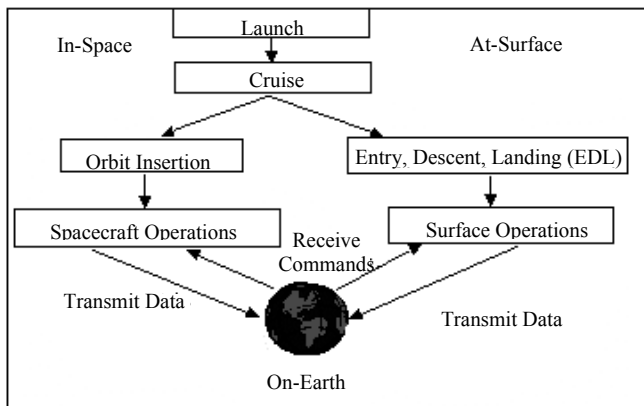 Launch
In-Space
At-Surface
Cruise
Orbit Insertion
Entry, Descent, Landing (EDL)
Spacecraft Operations
Surface Operations
Receive
Commands
Transmit Data
Transmit Data
On-Earth